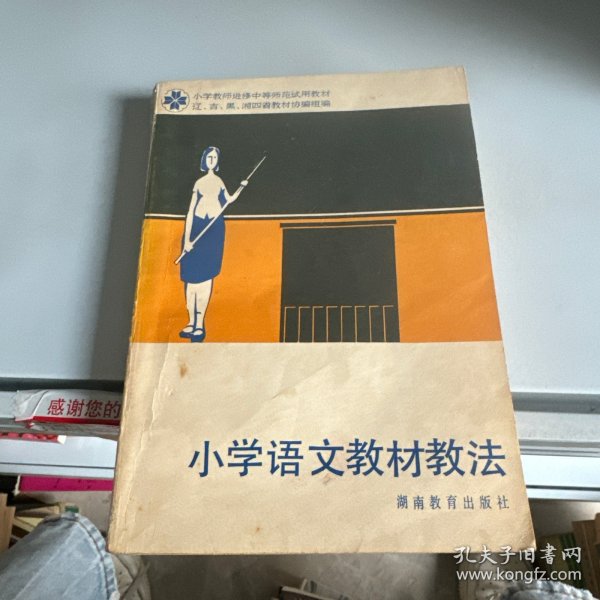 小学教师进修中等师范试用教材
辽、吉、黑、湘四省教材协编组编
小学语文教材教法
湖南教育出版社
感谢您的
孔夫子旧书网
www.kongfz.com